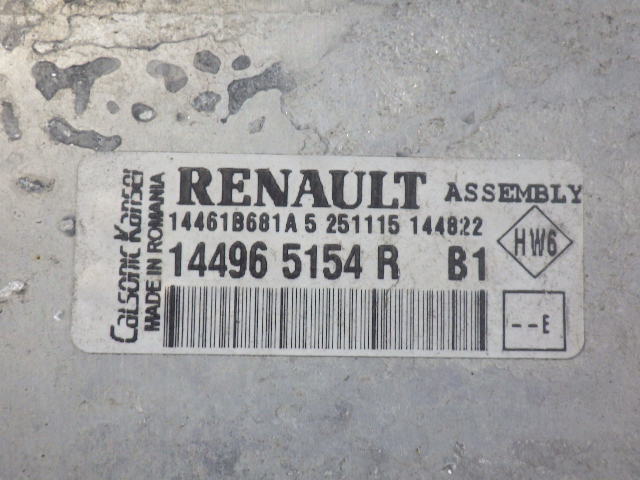 RENAULT ASSEMBLY
14461B681A 5 251115 144822
14496 5154 R B1
HW6
--E
Calsonic Kansei
MADE IN ROMANIA